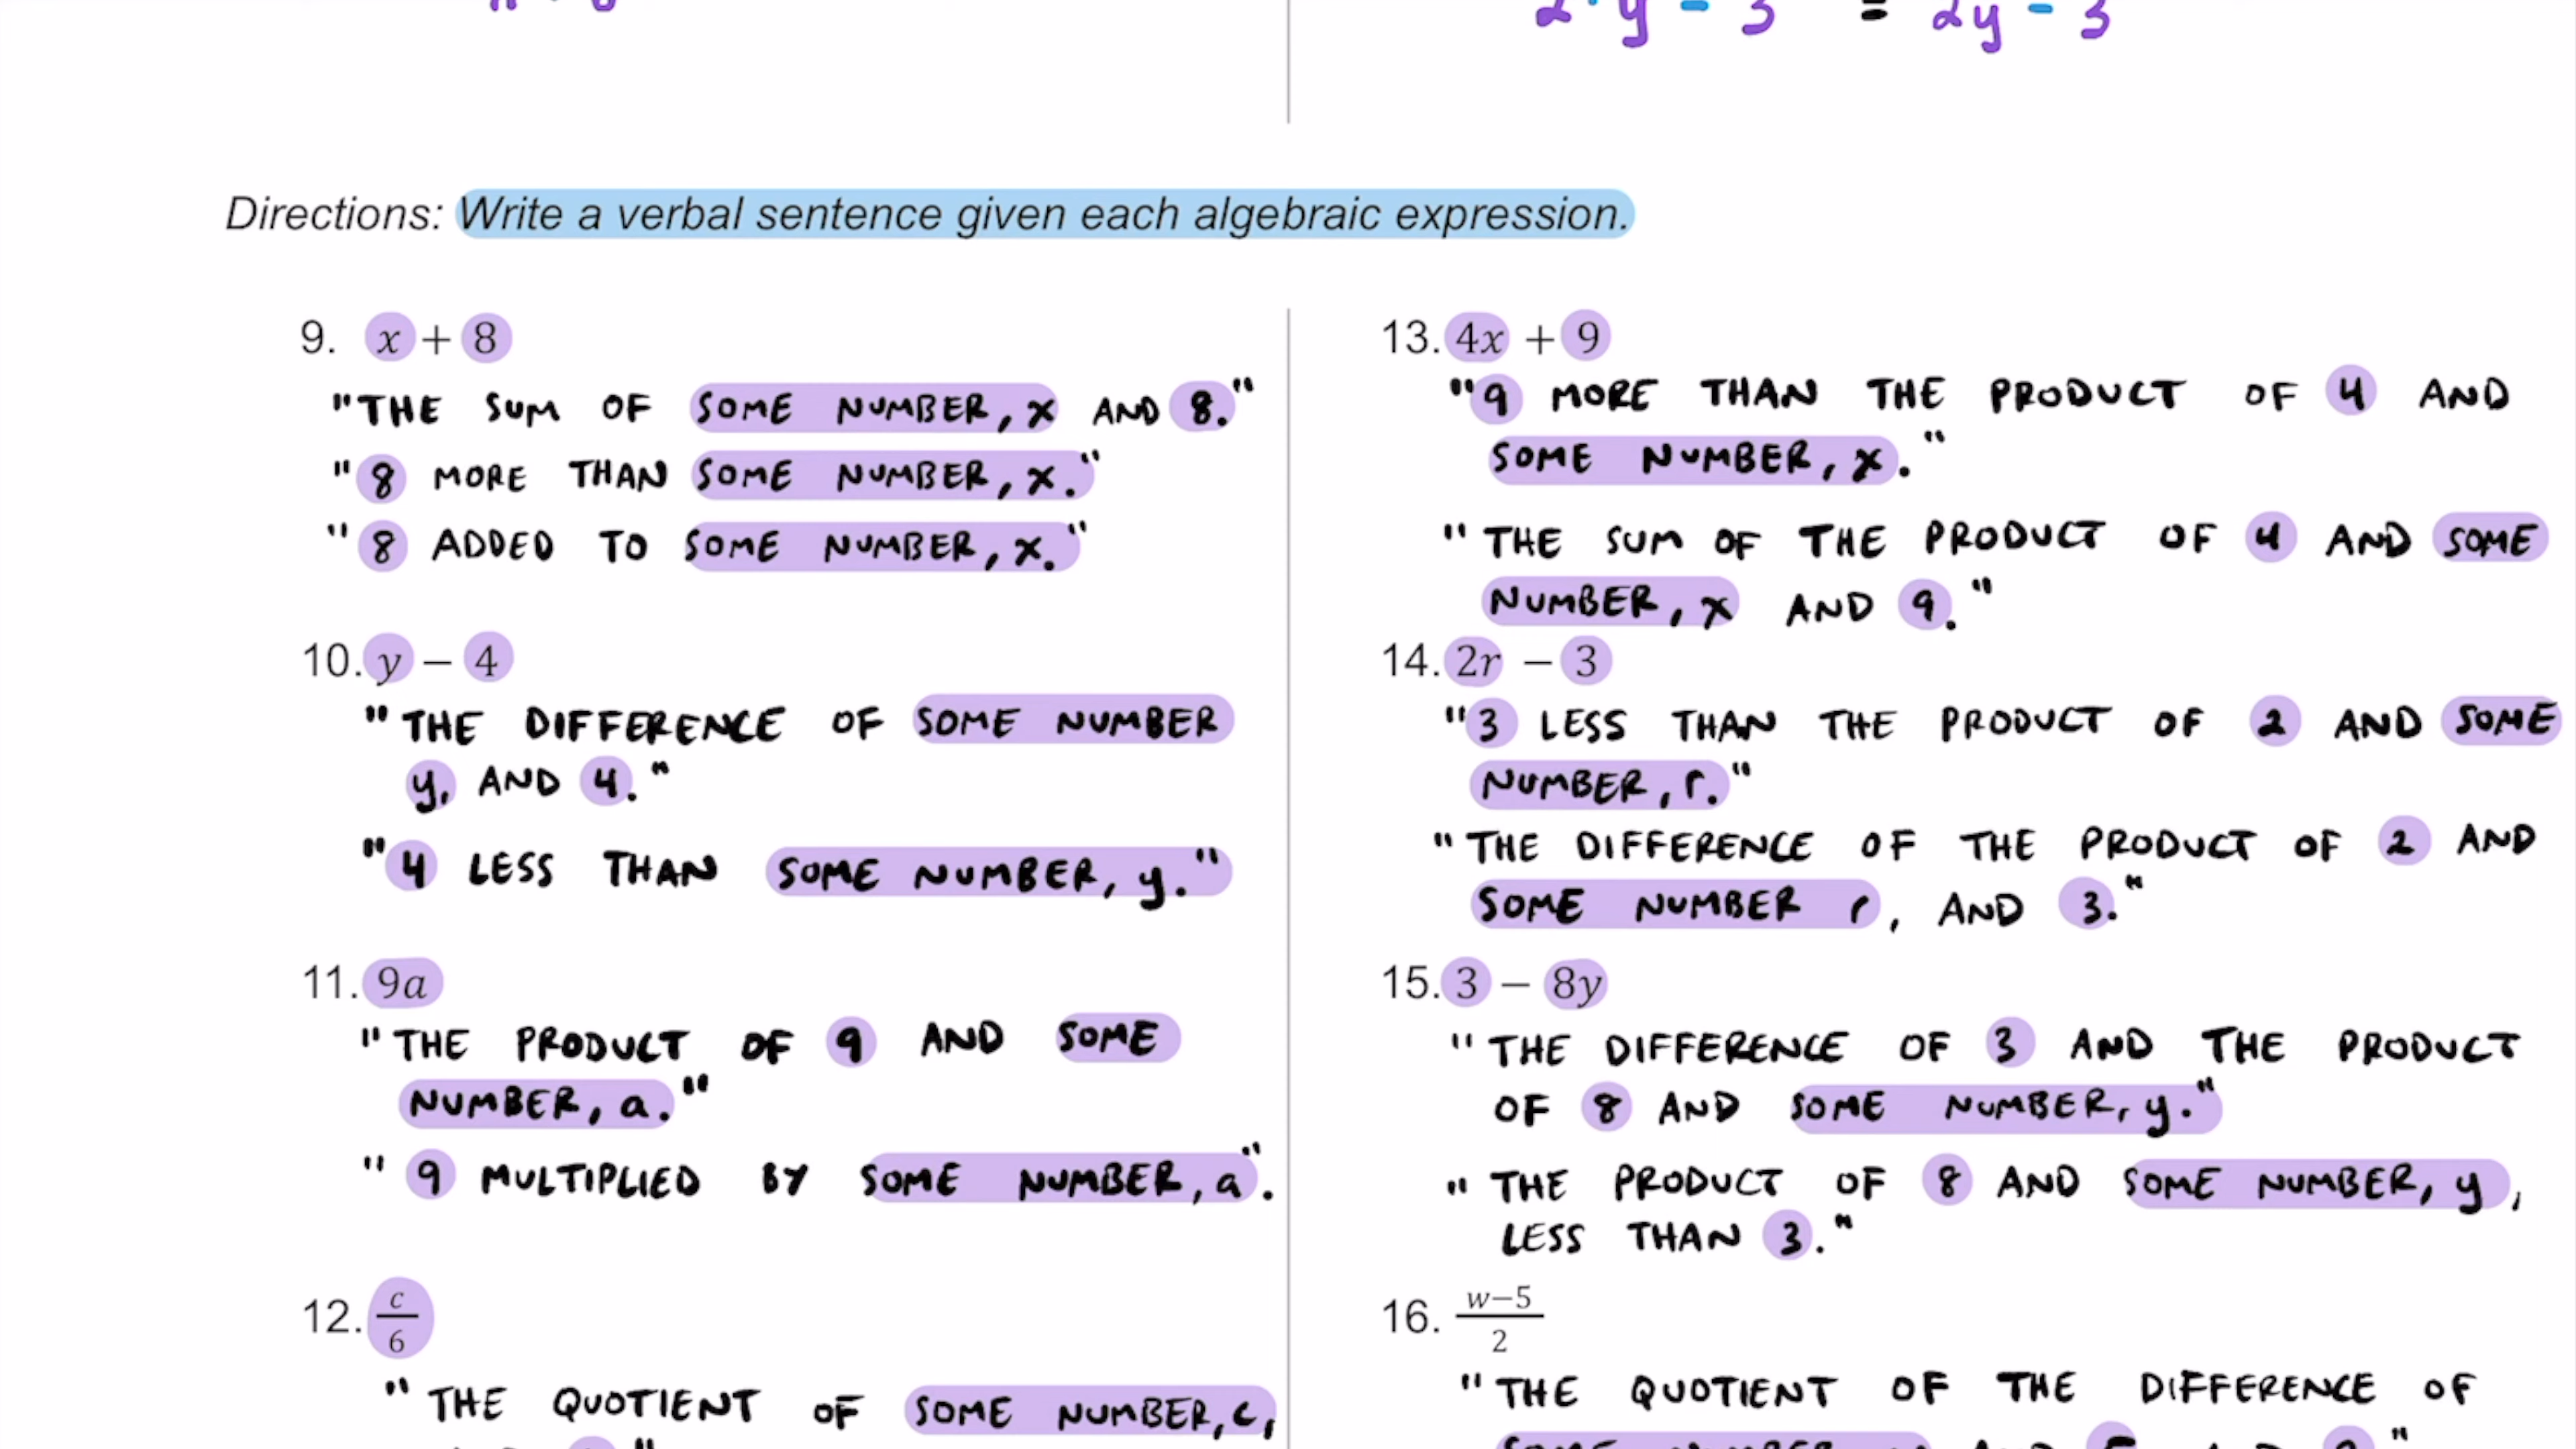 2·y - 3 = 2y - 3
Directions: Write a verbal sentence given each algebraic expression.
9. x + 8
"THE SUM OF SOME NUMBER, x AND 8."
"8 MORE THAN SOME NUMBER, x."
"8 ADDED TO SOME NUMBER, x."
10. y − 4
"THE DIFFERENCE OF SOME NUMBER
y, AND 4."
"4 LESS THAN SOME NUMBER, y."
11. 9a
"THE PRODUCT OF 9 AND SOME
NUMBER, a."
"9 MULTIPLIED BY SOME NUMBER, a".
12. c/6
"THE QUOTIENT OF SOME NUMBER, c,
13. 4x + 9
"9 MORE THAN THE PRODUCT OF 4 AND
SOME NUMBER, x."
"THE SUM OF THE PRODUCT OF 4 AND SOME
NUMBER, x AND 9."
14. 2r − 3
"3 LESS THAN THE PRODUCT OF 2 AND SOME
NUMBER, r."
"THE DIFFERENCE OF THE PRODUCT OF 2 AND
SOME NUMBER r, AND 3."
15. 3 − 8y
"THE DIFFERENCE OF 3 AND THE PRODUCT
OF 8 AND SOME NUMBER, y."
"THE PRODUCT OF 8 AND SOME NUMBER, y,
LESS THAN 3."
16. w−5/2
"THE QUOTIENT OF THE DIFFERENCE OF